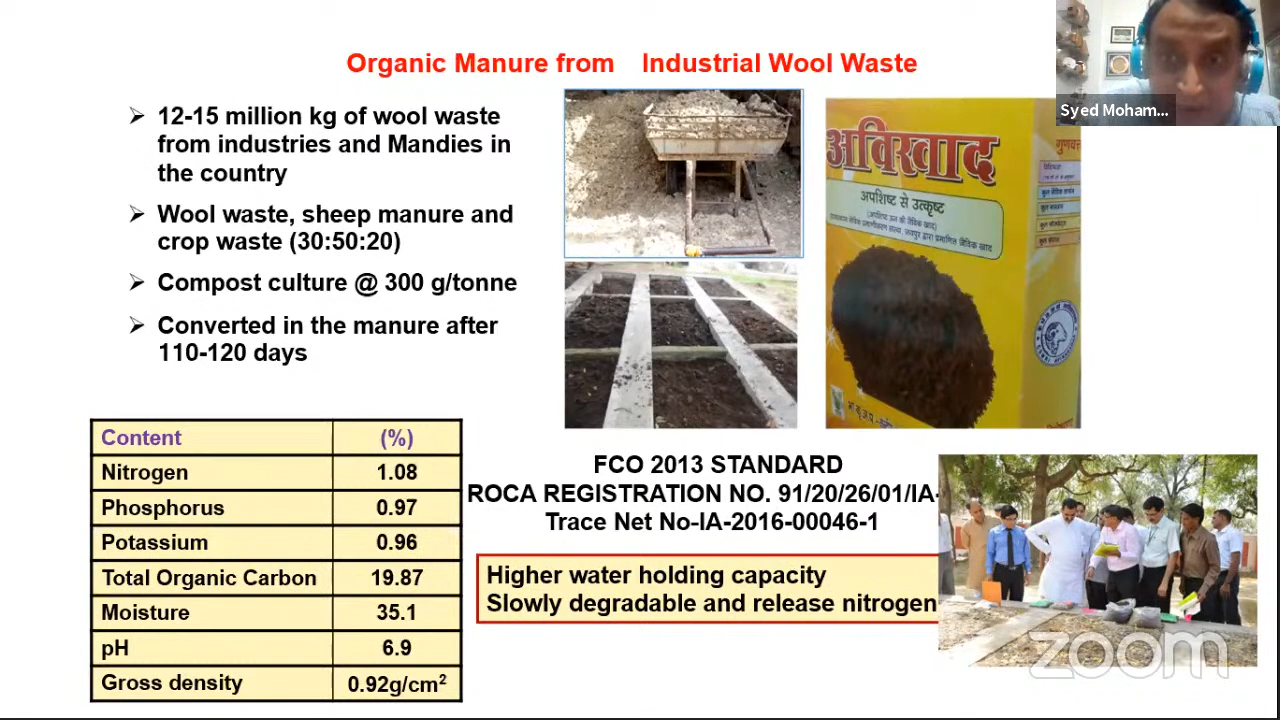 Organic Manure from Industrial Wool Waste
Syed Moham...
➢ 12-15 million kg of wool waste
from industries and Mandies in
the country
➢ Wool waste, sheep manure and
crop waste (30:50:20)
➢ Compost culture @ 300 g/tonne
➢ Converted in the manure after
110-120 days
अविखाद
अपशिष्ट से उत्कृष्ट
Content (%)
Nitrogen 1.08
Phosphorus 0.97
Potassium 0.96
Total Organic Carbon 19.87
Moisture 35.1
pH 6.9
Gross density 0.92g/cm²
FCO 2013 STANDARD
ROCA REGISTRATION NO. 91/20/26/01/IA-
Trace Net No-IA-2016-00046-1
Higher water holding capacity
Slowly degradable and release nitrogen
zoom